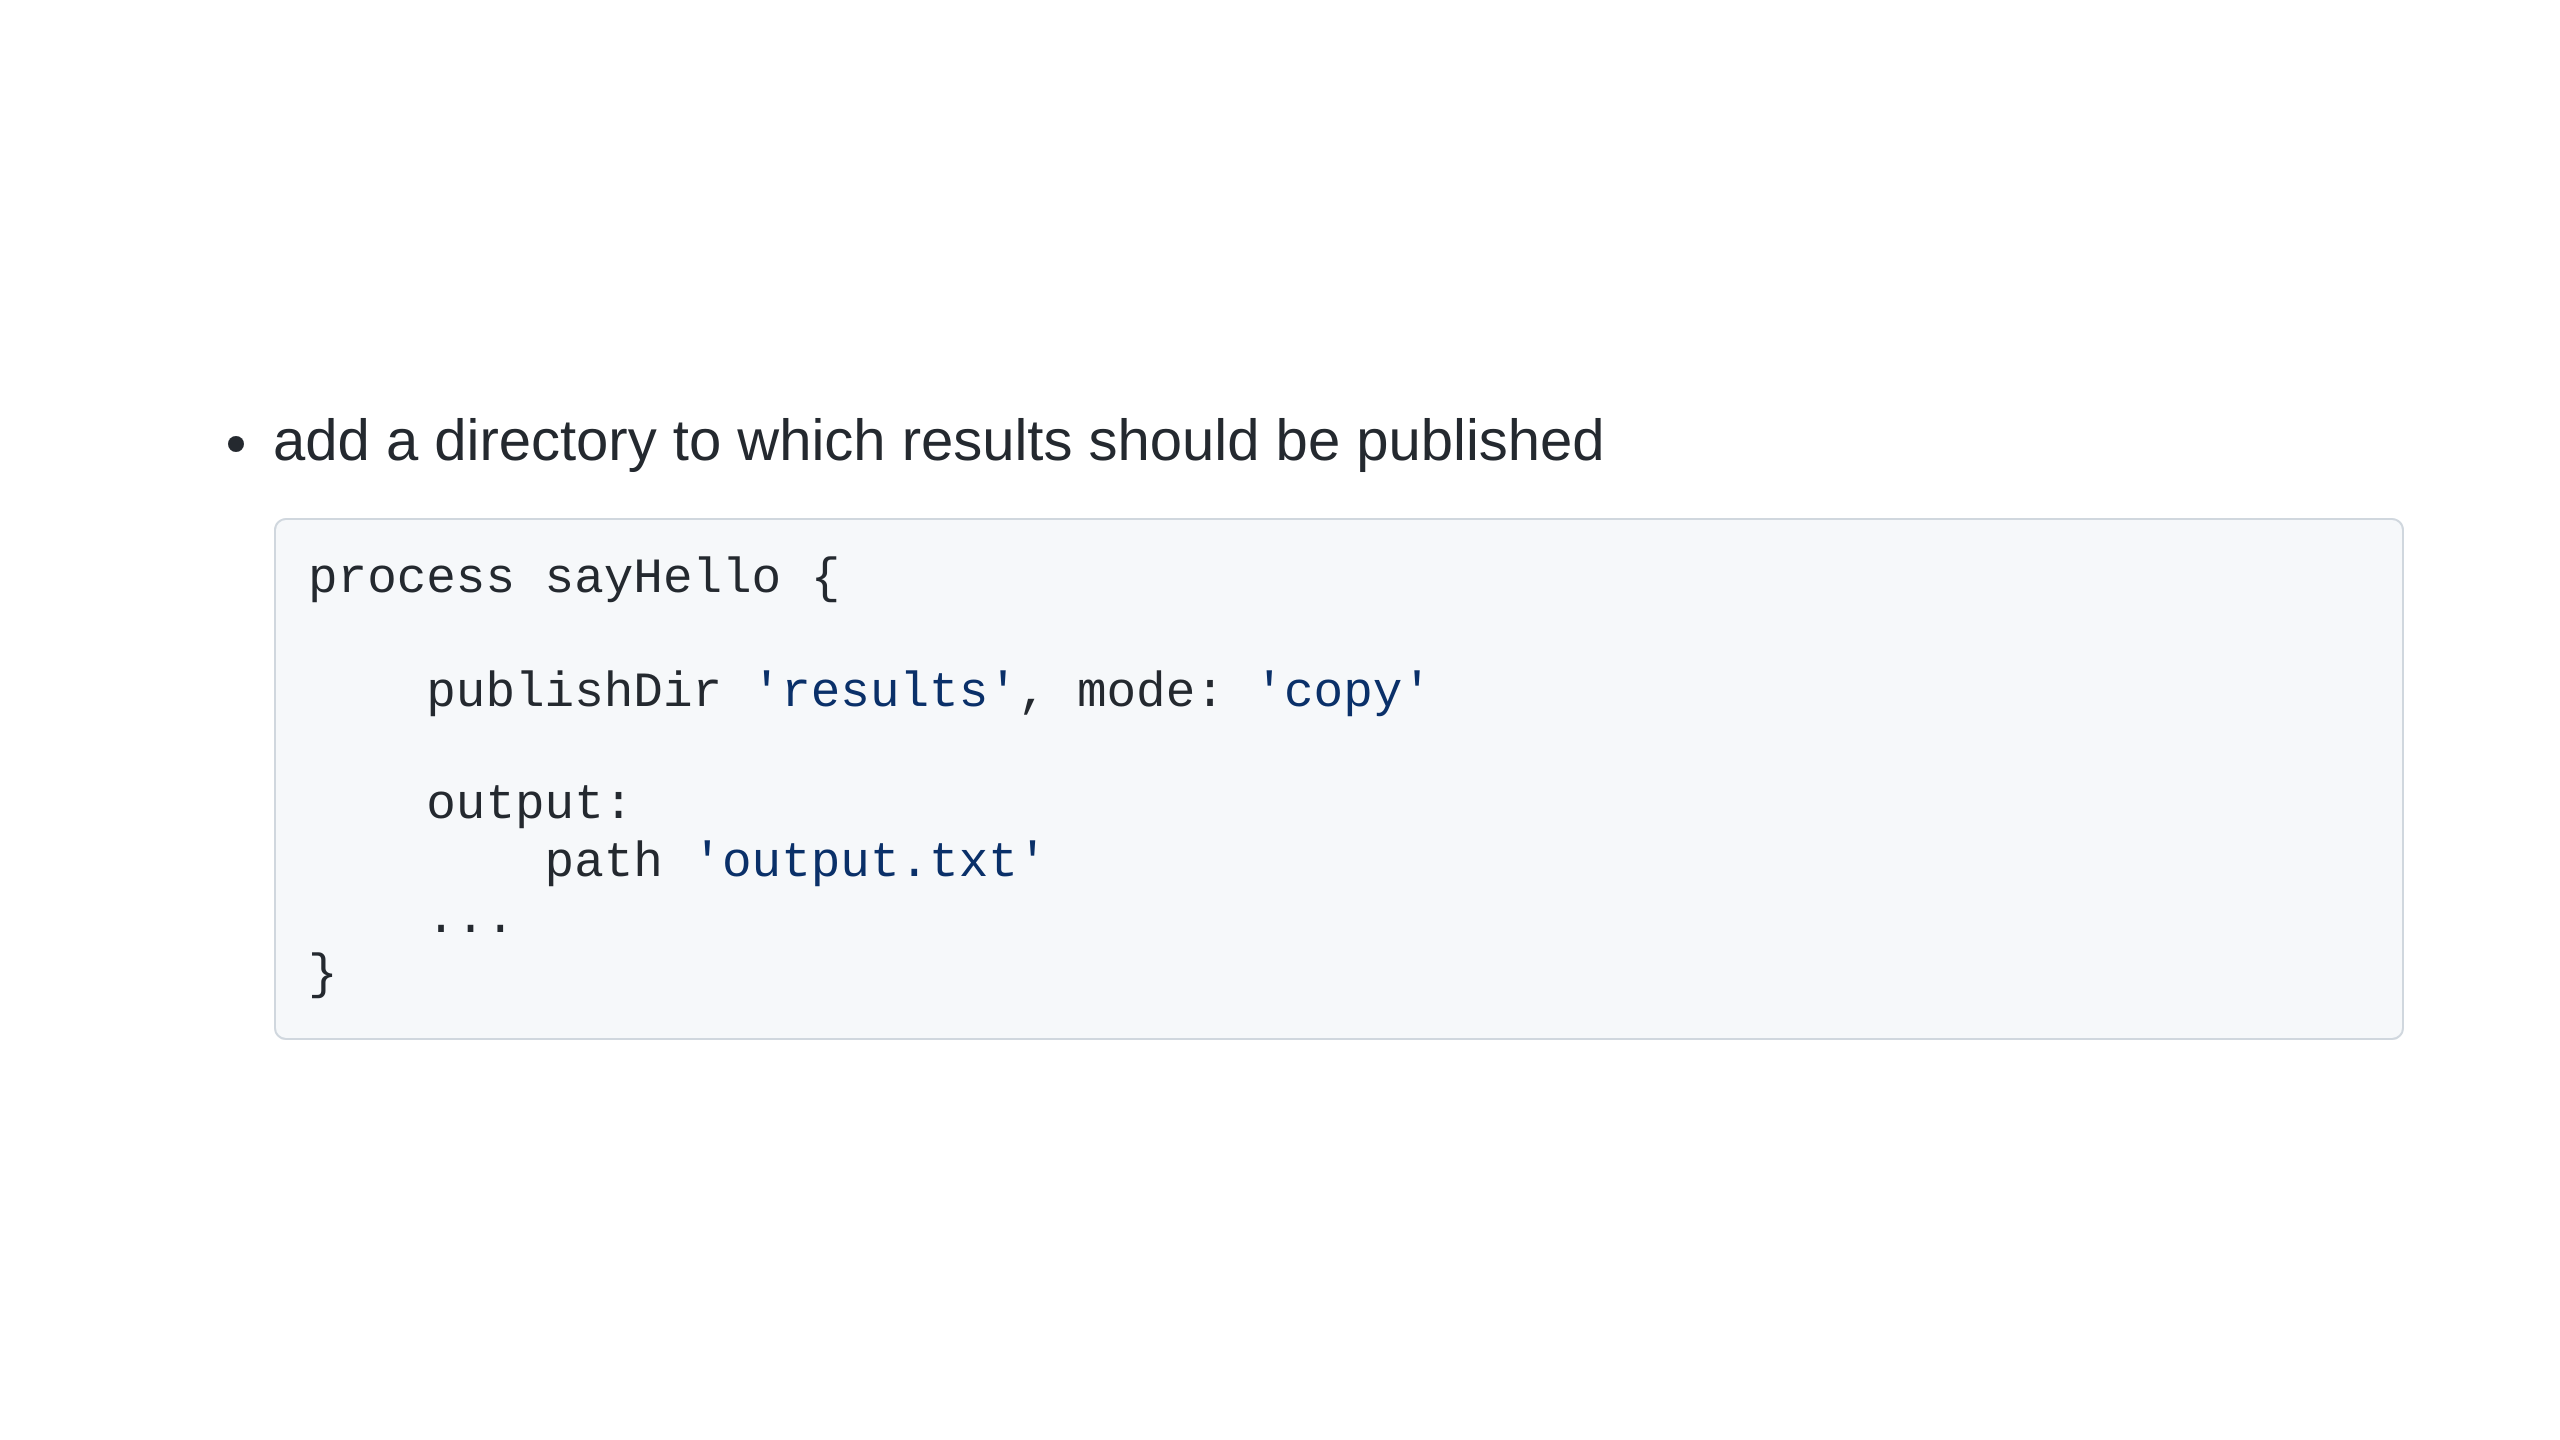 • add a directory to which results should be published
process sayHello {
    publishDir 'results', mode: 'copy'
    output:
        path 'output.txt'
    ...
}